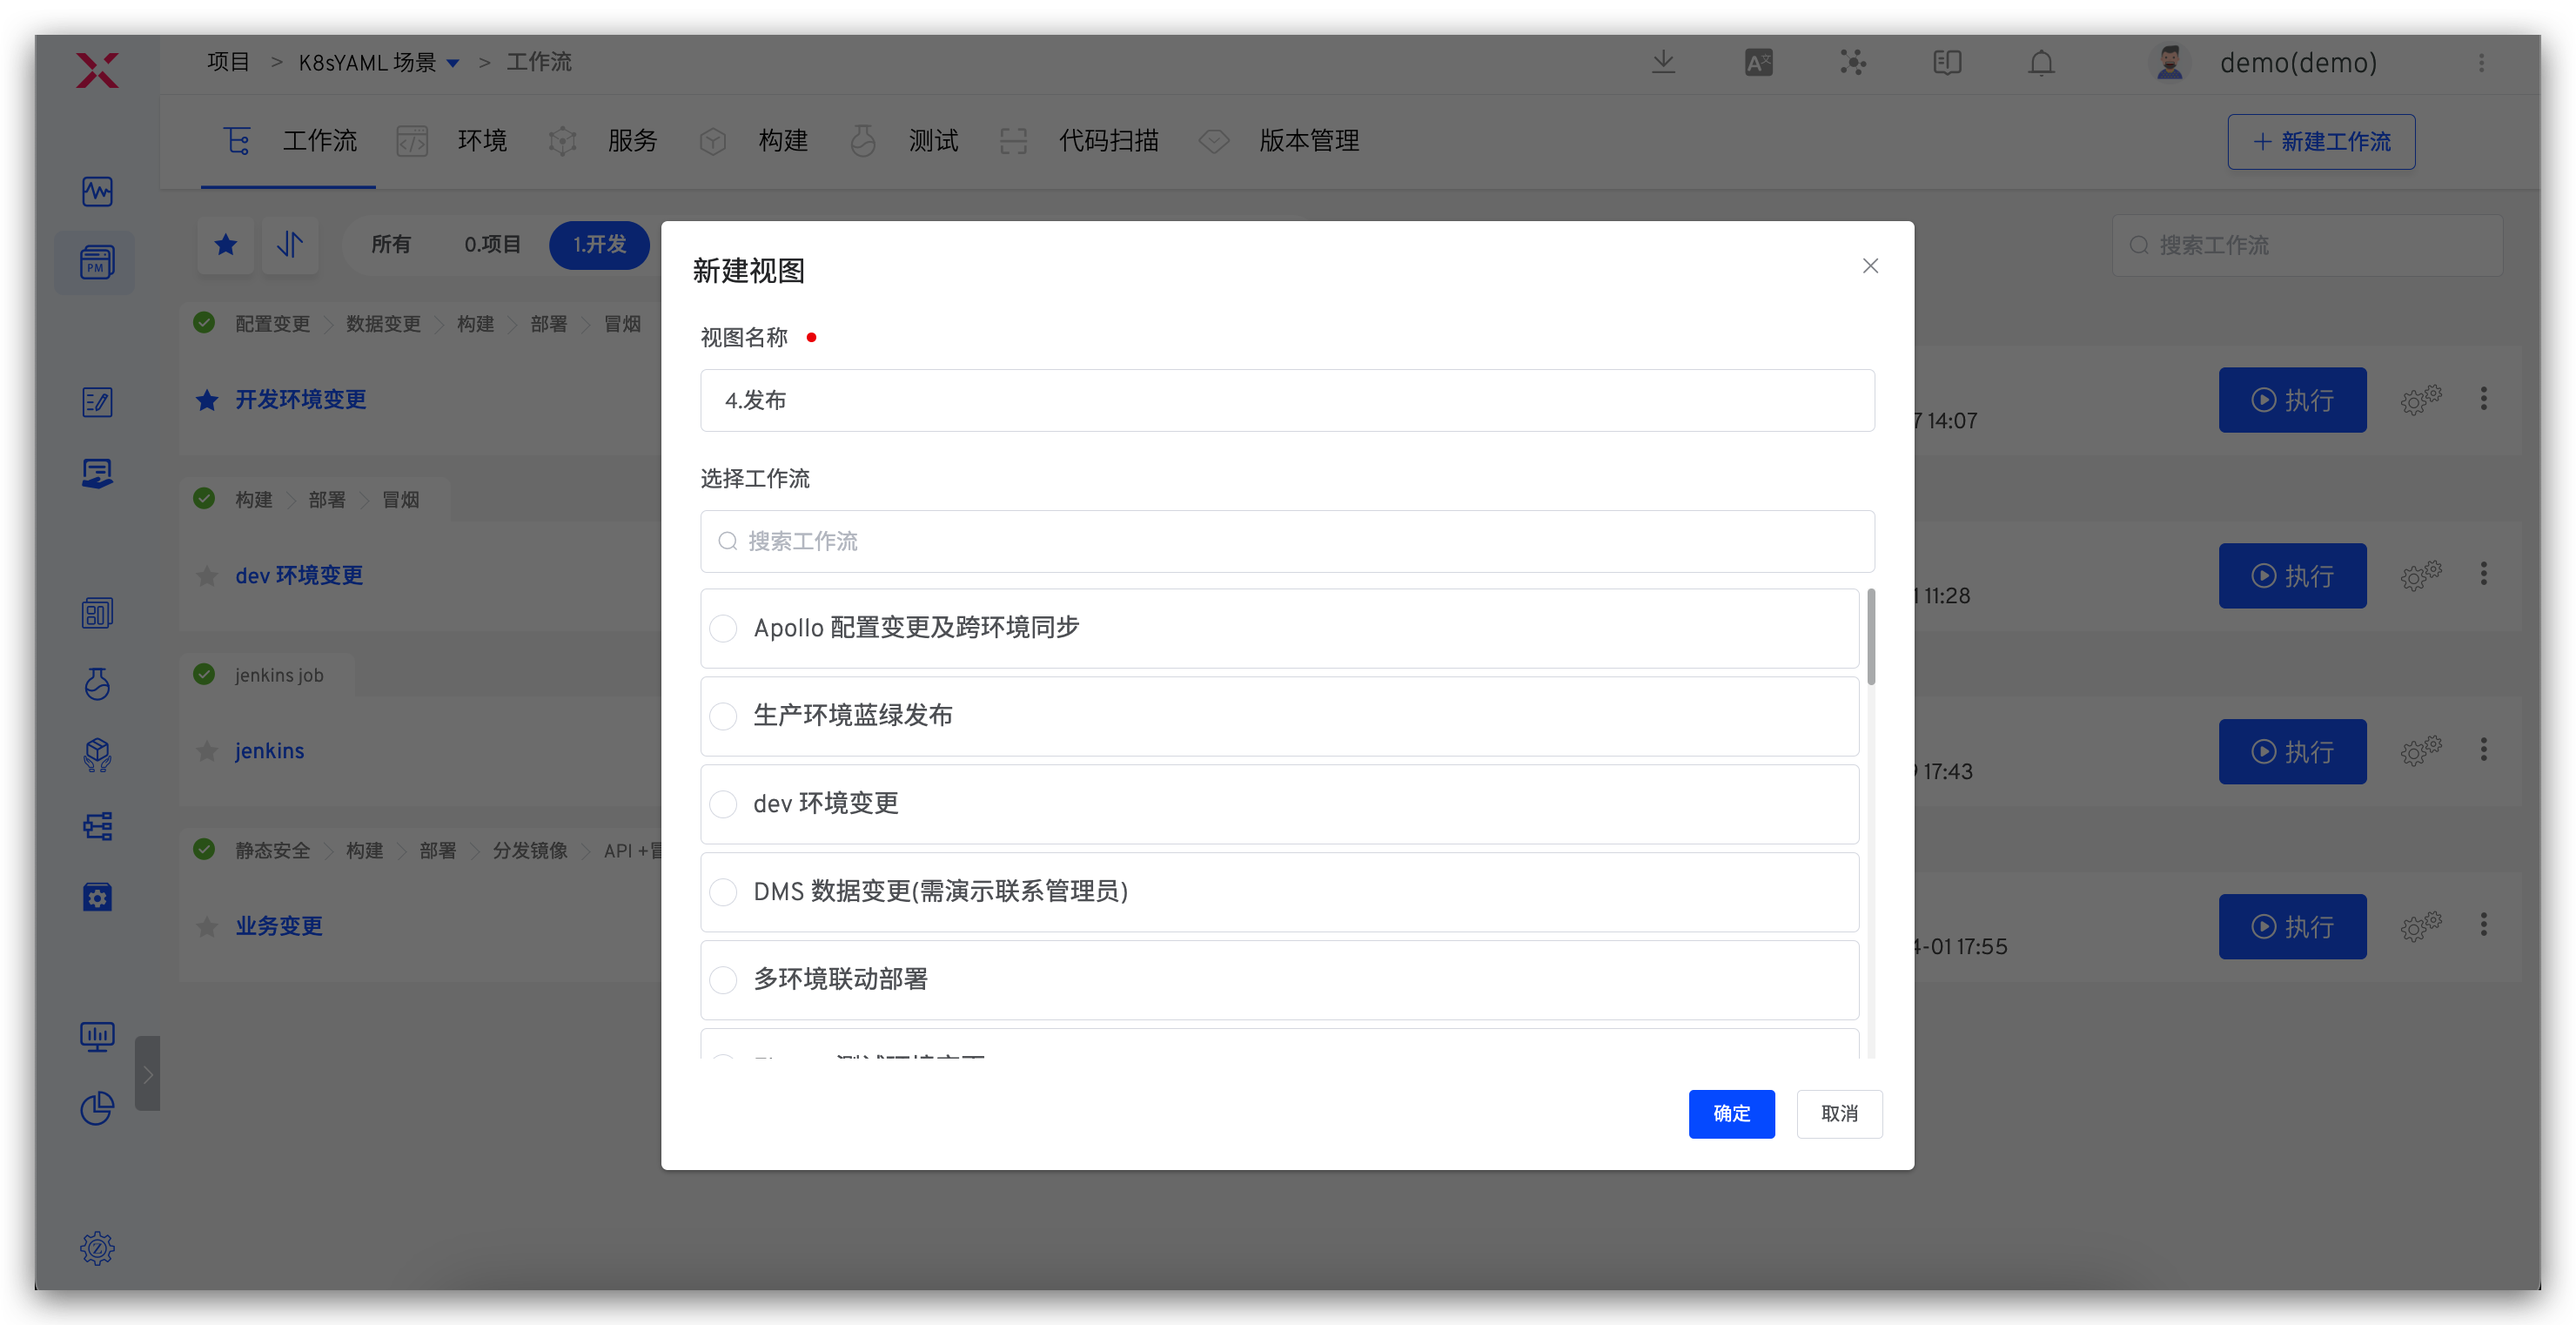 项目 > K8sYAML 场景 > 工作流
demo(demo)
工作流 环境 服务 构建 测试 代码扫描 版本管理
+ 新建工作流
PM
所有 0.项目 1.开发
搜索工作流
配置变更 数据变更 构建 部署 冒烟
开发环境变更
14:07
执行
构建 部署 冒烟
dev 环境变更
11:28
执行
jenkins job
jenkins
17:43
执行
静态安全 构建 部署 分发镜像 API +
业务变更
-01 17:55
执行
新建视图
视图名称
4.发布
选择工作流
搜索工作流
Apollo 配置变更及跨环境同步
生产环境蓝绿发布
dev 环境变更
DMS 数据变更(需演示联系管理员)
多环境联动部署
确定 取消